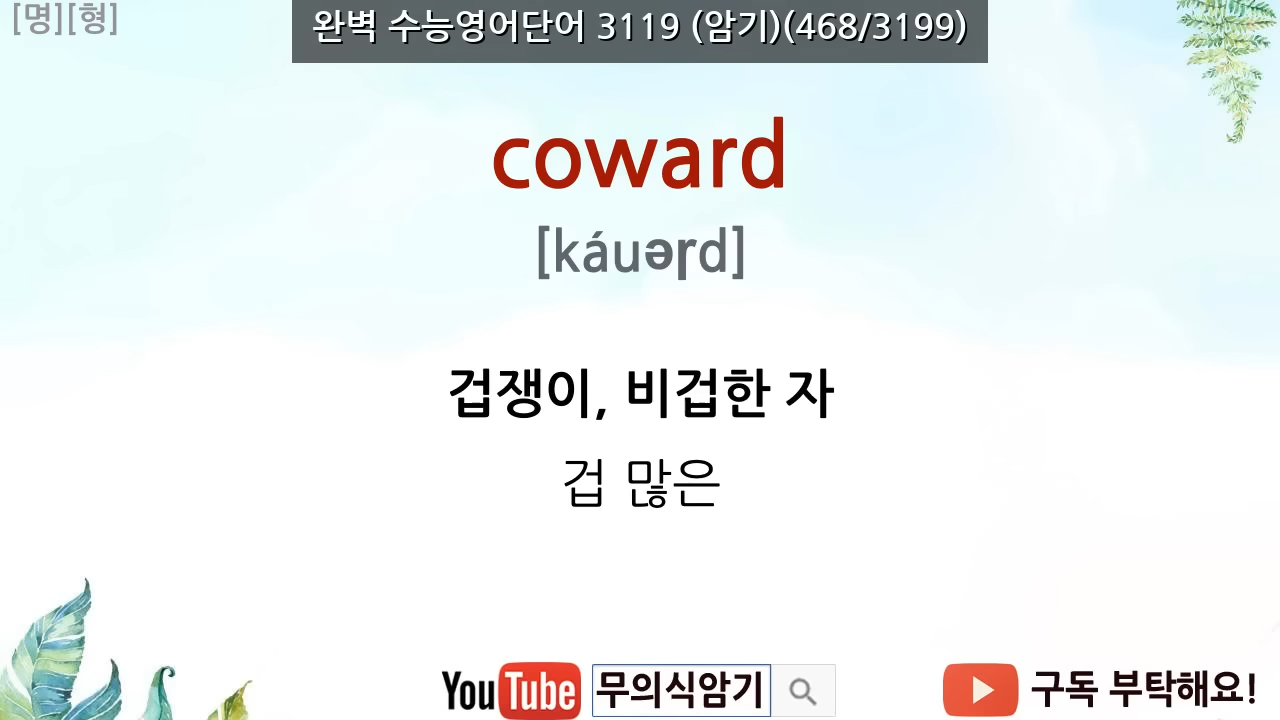 [명][형]
완벽 수능영어단어 3119 (암기)(468/3199)
coward
[káuəɼd]
겁쟁이, 비겁한 자
겁 많은
YouTube 무의식암기
구독 부탁해요!